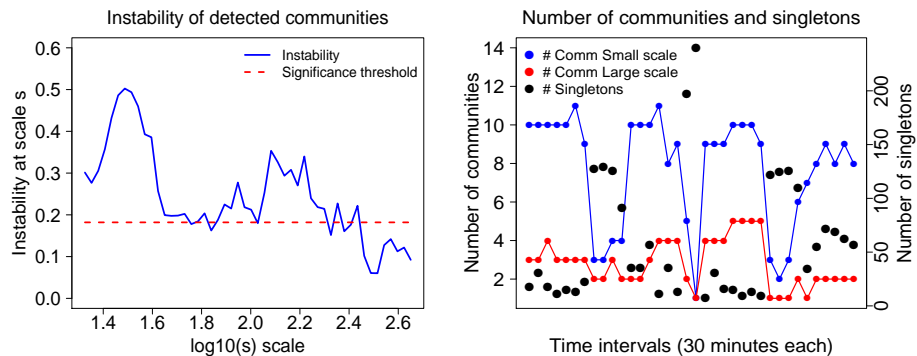 Instability of detected communities
Instability at scale s
0.6
0.5
0.4
0.3
0.2
0.1
0.0
Instability
Significance threshold
1.4 1.6 1.8 2.0 2.2 2.4 2.6
log10(s) scale
Number of communities and singletons
Number of communities
14
12
10
8
6
4
2
# Comm Small scale
# Comm Large scale
# Singletons
200
150
100
50
0
Number of singletons
Time intervals (30 minutes each)